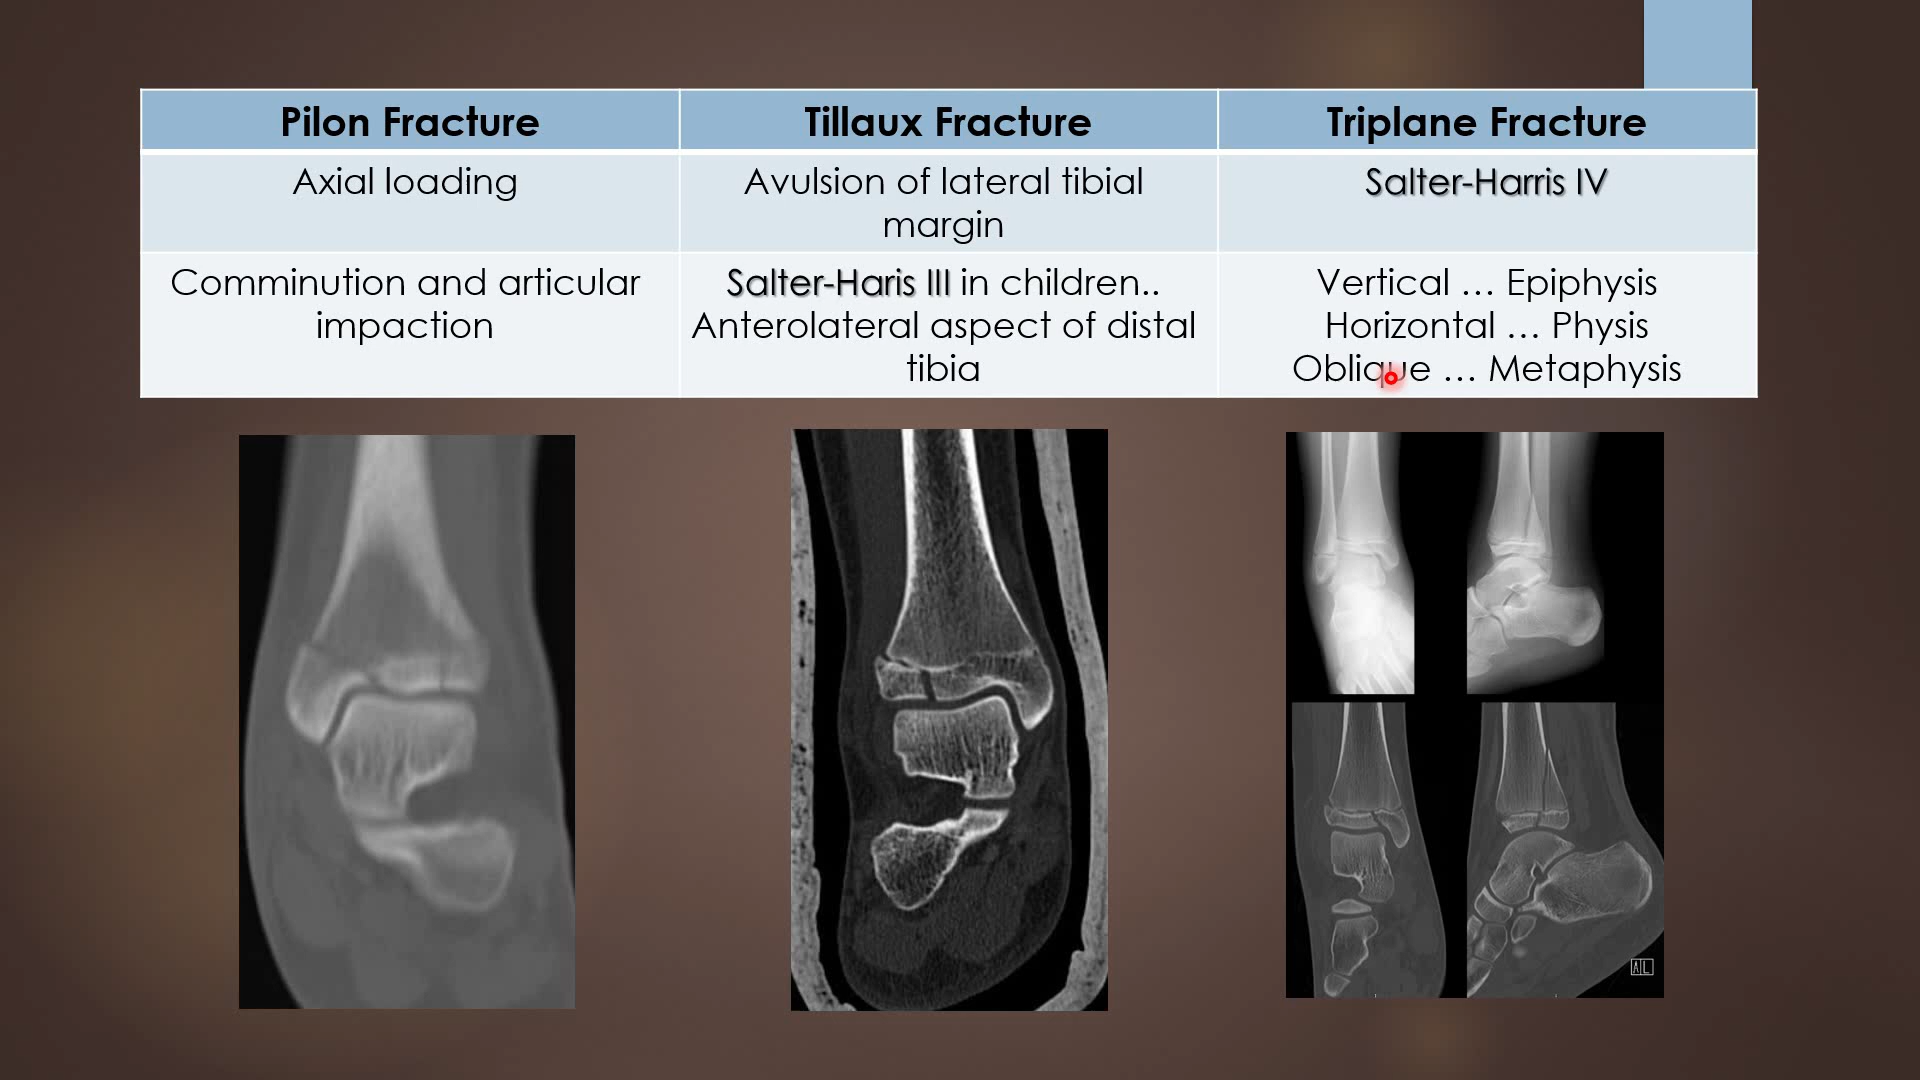 Pilon Fracture
Tillaux Fracture
Triplane Fracture
Axial loading
Avulsion of lateral tibial
margin
Salter-Harris IV
Comminution and articular
impaction
Salter-Haris III in children..
Anterolateral aspect of distal
tibia
Vertical … Epiphysis
Horizontal … Physis
Oblique … Metaphysis
A L